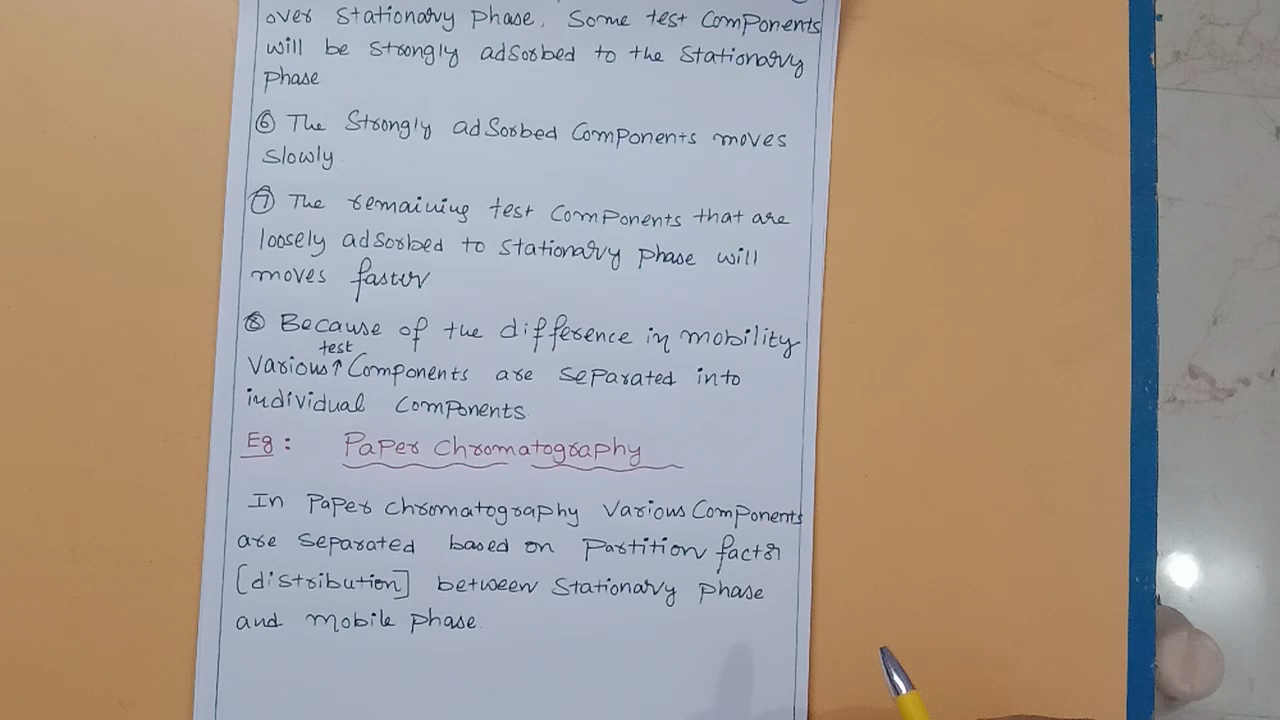 over stationary phase, some test components
will be strongly adsorbed to the stationary
phase
⑥ The strongly adsorbed components moves
slowly
⑦ The remaining test components that are
loosely adsorbed to stationary phase will
moves faster
⑧ Because of the difference in mobility
test
various↑ components are separated into
individual components
Eg : Paper chromatography
In paper chromatography various components
are separated based on partition factor
[distribution] between stationary phase
and mobile phase